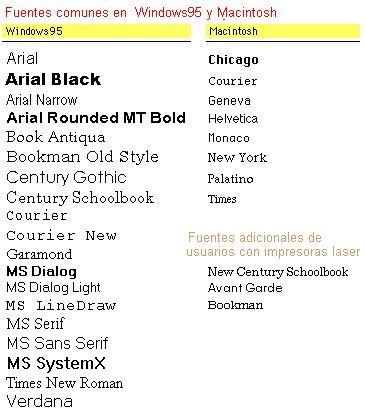 Fuentes comunes en Windows95 y Macintosh
Windows95
Arial
Arial Black
Arial Narrow
Arial Rounded MT Bold
Book Antiqua
Bookman Old Style
Century Gothic
Century Schoolbook
Courier
Courier New
Garamond
MS Dialog
MS Dialog Light
MS LineDraw
MS Serif
MS Sans Serif
MS SystemX
Times New Roman
Verdana
Macintosh
Chicago
Courier
Geneva
Helvetica
Monaco
New York
Palatino
Times
Fuentes adicionales de
usuarios con impresoras laser
New Century Schoolbook
Avant Garde
Bookman